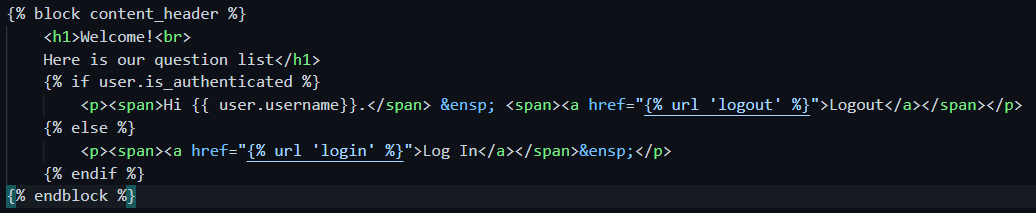 {% block content_header %}
    <h1>Welcome!<br>
    Here is our question list</h1>
    {% if user.is_authenticated %}
        <p><span>Hi {{ user.username}}.</span> &ensp; <span><a href="{% url 'logout' %}">Logout</a></span></p>
    {% else %}
        <p><span><a href="{% url 'login' %}">Log In</a></span>&ensp;</p>
    {% endif %}
{% endblock %}